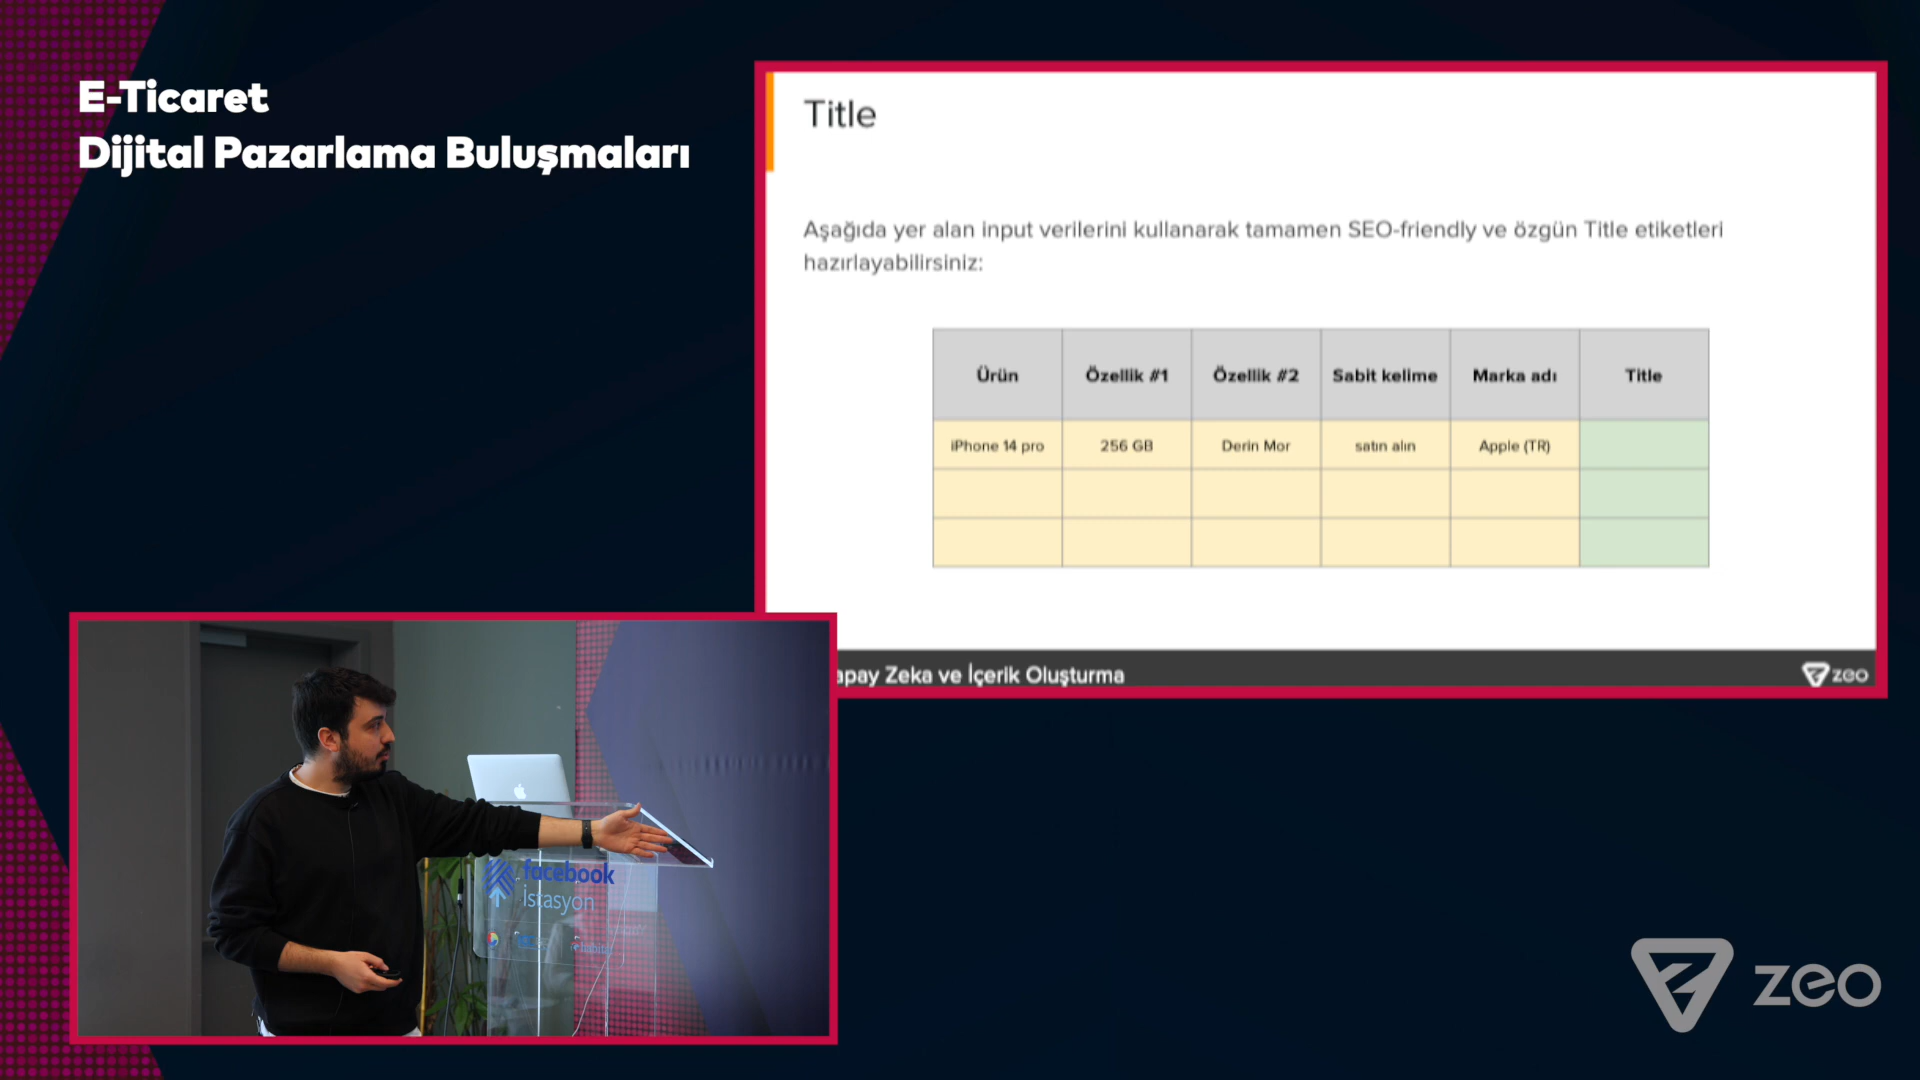 E-Ticaret
Dijital Pazarlama Buluşmaları
Title
Aşağıda yer alan input verilerini kullanarak tamamen SEO-friendly ve özgün Title etiketleri
hazırlayabilirsiniz:
Ürün Özellik #1 Özellik #2 Sabit kelime Marka adı Title
iPhone 14 pro 256 GB Derin Mor satın alın Apple (TR)
apay Zeka ve İçerik Oluşturma
zeo
facebook
istasyon
zeo